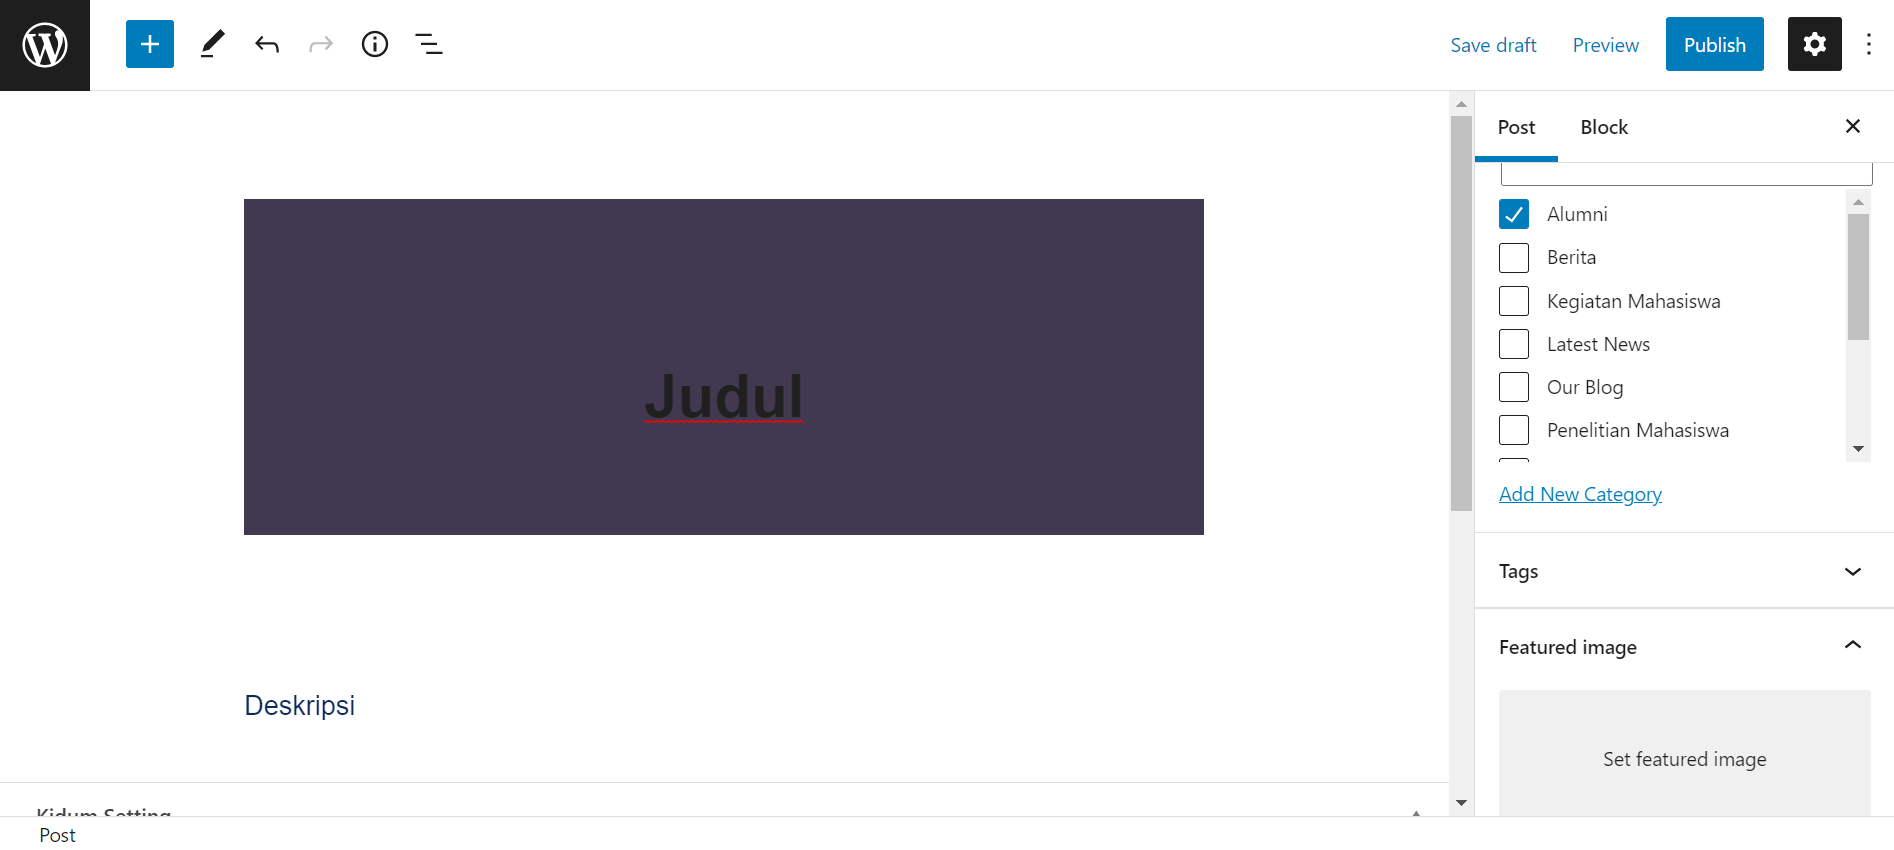 Save draft
Preview
Publish
Post
Block
Alumni
Berita
Kegiatan Mahasiswa
Latest News
Our Blog
Penelitian Mahasiswa
Add New Category
Tags
Featured image
Set featured image
Judul
Deskripsi
Kidum Setting
Post